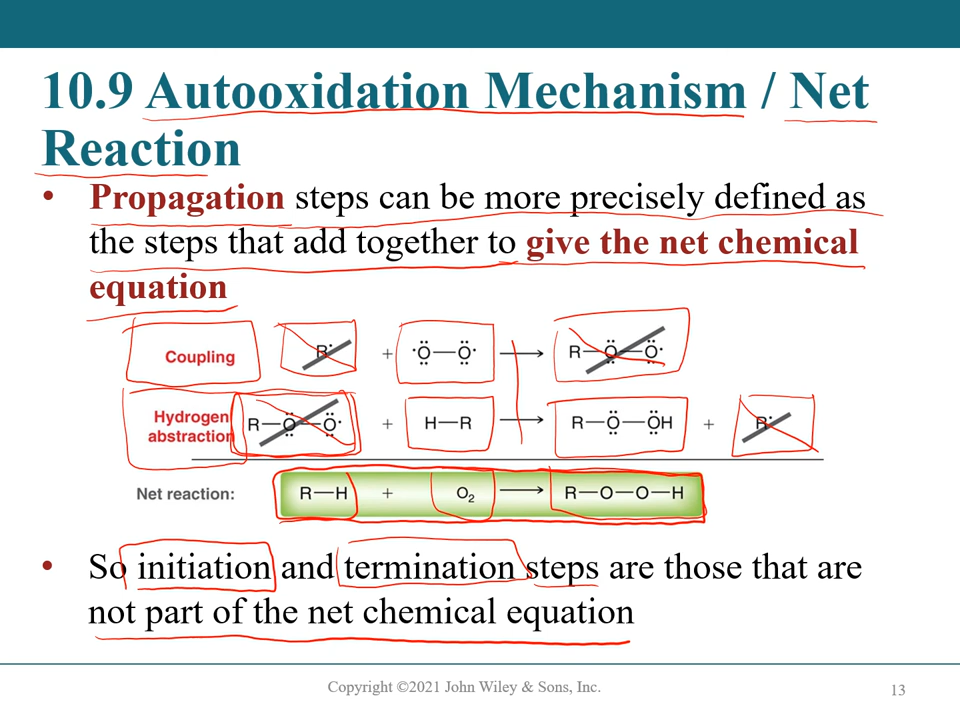 10.9 Autooxidation Mechanism / Net
Reaction
• Propagation steps can be more precisely defined as
the steps that add together to give the net chemical
equation
Coupling R· + ·Ö—Ö· → R—Ö—Ö·
Hydrogen
abstraction R—Ö—Ö· + H—R → R—Ö—ÖH + R·
Net reaction: R—H + O₂ → R—O—O—H
• So initiation and termination steps are those that are
not part of the net chemical equation
Copyright ©2021 John Wiley & Sons, Inc.
13